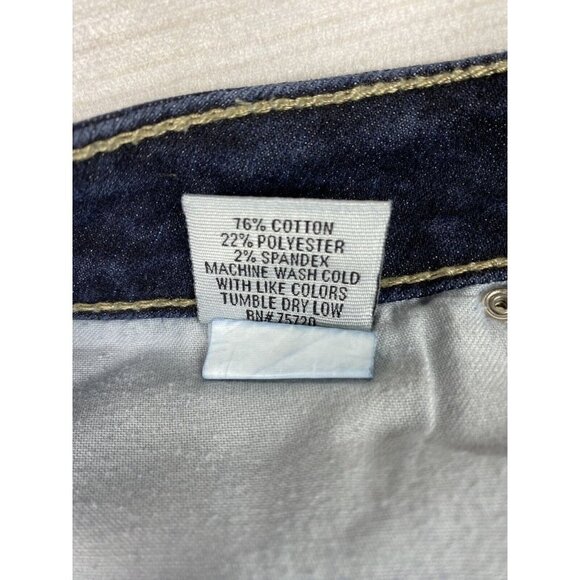 76% COTTON
22% POLYESTER
2% SPANDEX
MACHINE WASH COLD
WITH LIKE COLORS
TUMBLE DRY LOW
RN# 75720